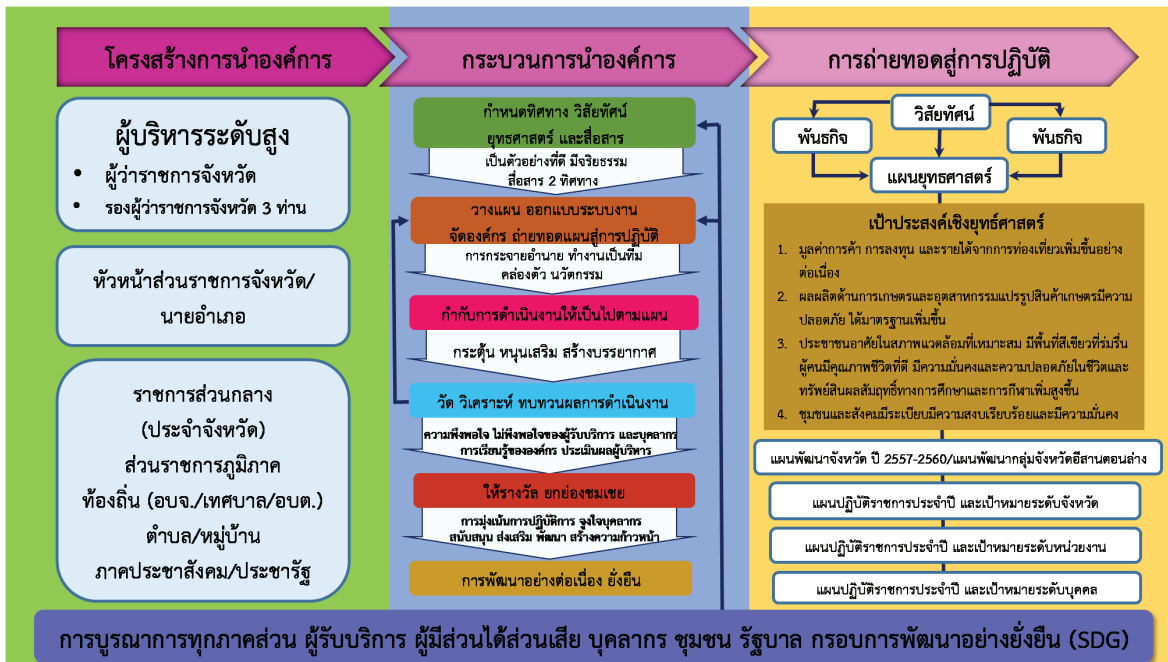 โครงสร้างการนำองค์การ
ผู้บริหารระดับสูง
• ผู้ว่าราชการจังหวัด
• รองผู้ว่าราชการจังหวัด 3 ท่าน
หัวหน้าส่วนราชการจังหวัด/
นายอำเภอ
ราชการส่วนกลาง
(ประจำจังหวัด)
ส่วนราชการภูมิภาค
ท้องถิ่น (อบจ./เทศบาล/อบต.)
ตำบล/หมู่บ้าน
ภาคประชาสังคม/ประชารัฐ
กระบวนการนำองค์การ
กำหนดทิศทาง วิสัยทัศน์
ยุทธศาสตร์ และสื่อสาร
เป็นตัวอย่างที่ดี มีจริยธรรม
สื่อสาร 2 ทิศทาง
วางแผน ออกแบบระบบงาน
จัดองค์กร ถ่ายทอดแผนสู่การปฏิบัติ
การกระจายอำนาย ทำงานเป็นทีม
คล่องตัว นวัตกรรม
กำกับการดำเนินงานให้เป็นไปตามแผน
กระตุ้น หนุนเสริม สร้างบรรยากาศ
วัด วิเคราะห์ ทบทวนผลการดำเนินงาน
ความพึงพอใจ ไม่พึงพอใจของผู้รับบริการ และบุคลากร
การเรียนรู้ขององค์กร ประเมินผลผู้บริหาร
ให้รางวัล ยกย่องชมเชย
การมุ่งเน้นการปฏิบัติการ จูงใจบุคลากร
สนับสนุน ส่งเสริม พัฒนา สร้างความก้าวหน้า
การพัฒนาอย่างต่อเนื่อง ยั่งยืน
การถ่ายทอดสู่การปฏิบัติ
วิสัยทัศน์
พันธกิจ
พันธกิจ
แผนยุทธศาสตร์
เป้าประสงค์เชิงยุทธ์ศาสตร์
1. มูลค่าการค้า การลงทุน และรายได้จากการท่องเที่ยวเพิ่มขึ้นอย่าง
ต่อเนื่อง
2. ผลผลิตด้านการเกษตรและอุตสาหกรรมแปรรูปสินค้าเกษตรมีความ
ปลอดภัย ได้มาตรฐานเพิ่มขึ้น
3. ประชาชนอาศัยในสภาพแวดล้อมที่เหมาะสม มีพื้นที่สีเขียวที่ร่มรื่น
ผู้คนมีคุณภาพชีวิตที่ดี มีความมั่นคงและความปลอดภัยในชีวิตและ
ทรัพย์สินผลสัมฤทธิ์ทางการศึกษาและการกีฬาเพิ่มสูงขึ้น
4. ชุมชนและสังคมมีระเบียบมีความสงบเรียบร้อยและมีความมั่นคง
แผนพัฒนาจังหวัด ปี 2557-2560/แผนพัฒนากลุ่มจังหวัดอีสานตอนล่าง
แผนปฏิบัติราชการประจำปี และเป้าหมายระดับจังหวัด
แผนปฏิบัติราชการประจำปี และเป้าหมายระดับหน่วยงาน
แผนปฏิบัติราชการประจำปี และเป้าหมายระดับบุคคล
การบูรณาการทุกภาคส่วน ผู้รับบริการ ผู้มีส่วนได้ส่วนเสีย บุคลากร ชุมชน รัฐบาล กรอบการพัฒนาอย่างยั่งยืน (SDG)